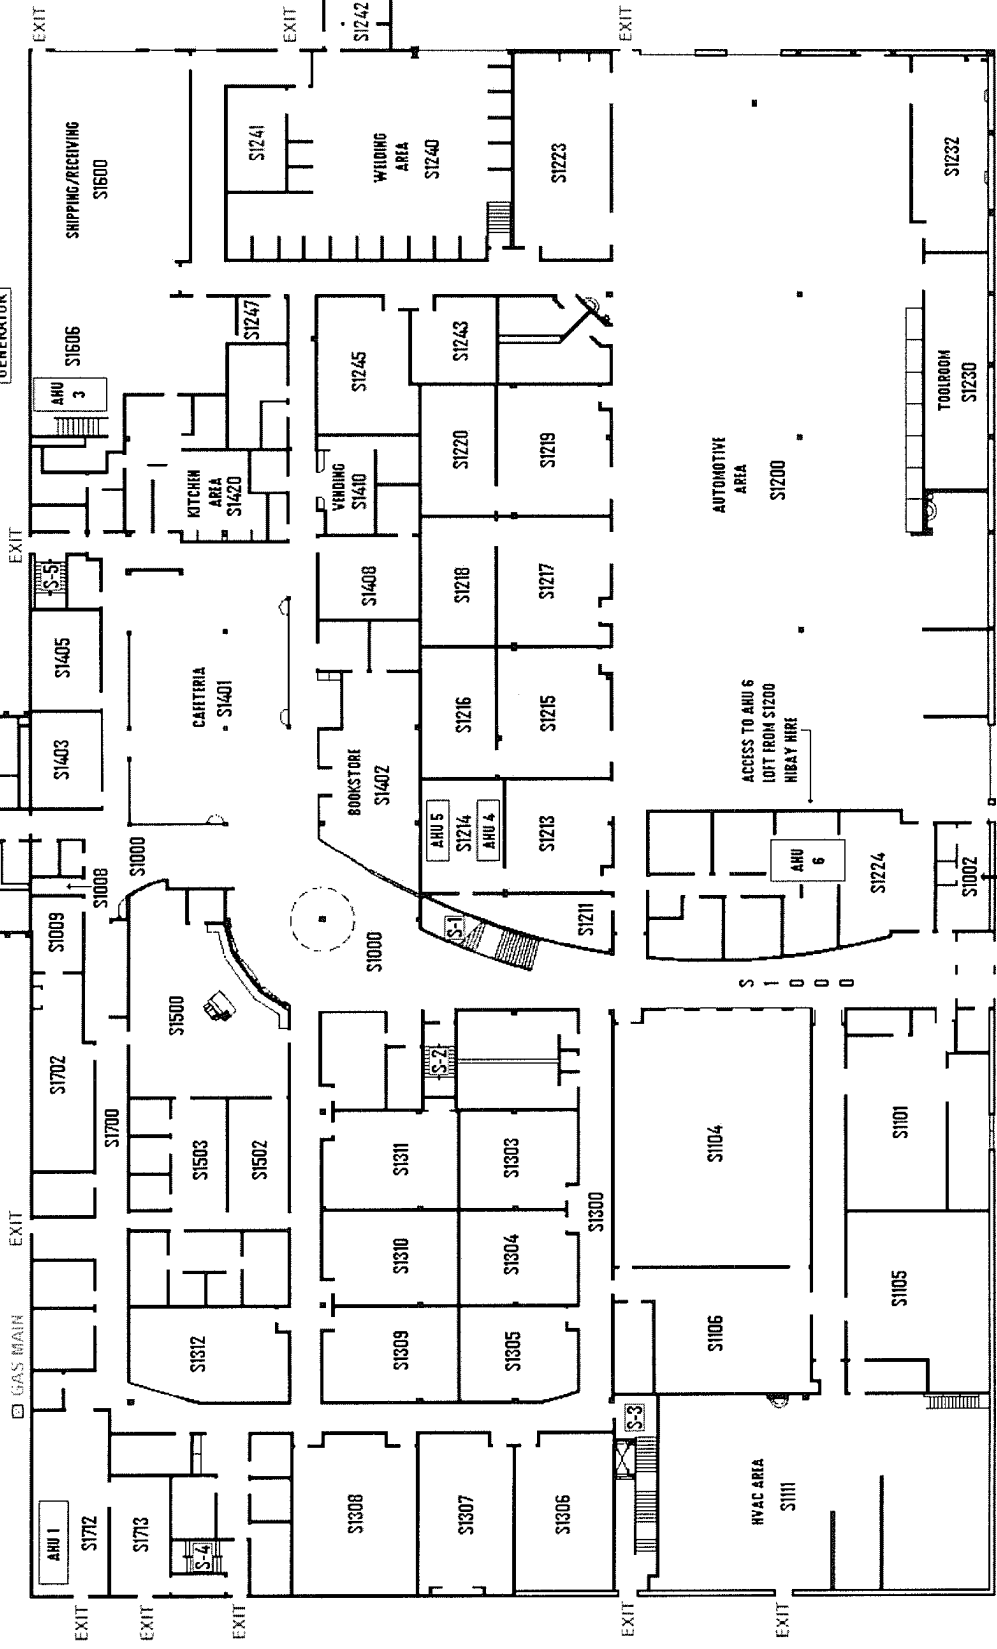 EXIT
EXIT
S1242
EXIT
SHIPPING/RECEIVING
S1600
S1241
WELDING
AREA
S1240
S1223
S1232
GENERATOR
S1606
AHU
3
S1247
S1245
S1243
TOOLROOM
S1230
KITCHEN
AREA
S1420
VENDING
S1410
S1220
S1219
AUTOMOTIVE
AREA
S1200
EXIT
S-5
S1405
S1408
S1218
S1217
S1403
CAFETERIA
S1401
BOOKSTORE
S1402
S1216
S1215
ACCESS TO AHU 6
LOFT FROM S1200
HIBAY HERE
AHU 5
S1214
AHU 4
S1213
AHU
6
S1224
S1002
S1008
S1000
S1009
S1000
S-1
S1211
S1000
S1500
S1702
S-2
S1700
S1503
S1502
S1311
S1303
S1104
S1101
EXIT
S1310
S1304
S1300
S1105
GAS MAIN
S1312
S1309
S1305
S1106
S-3
AHU 1
S1712
S1713
S-4
S1308
S1307
S1306
HVAC AREA
S1111
EXIT
EXIT
EXIT
EXIT
EXIT